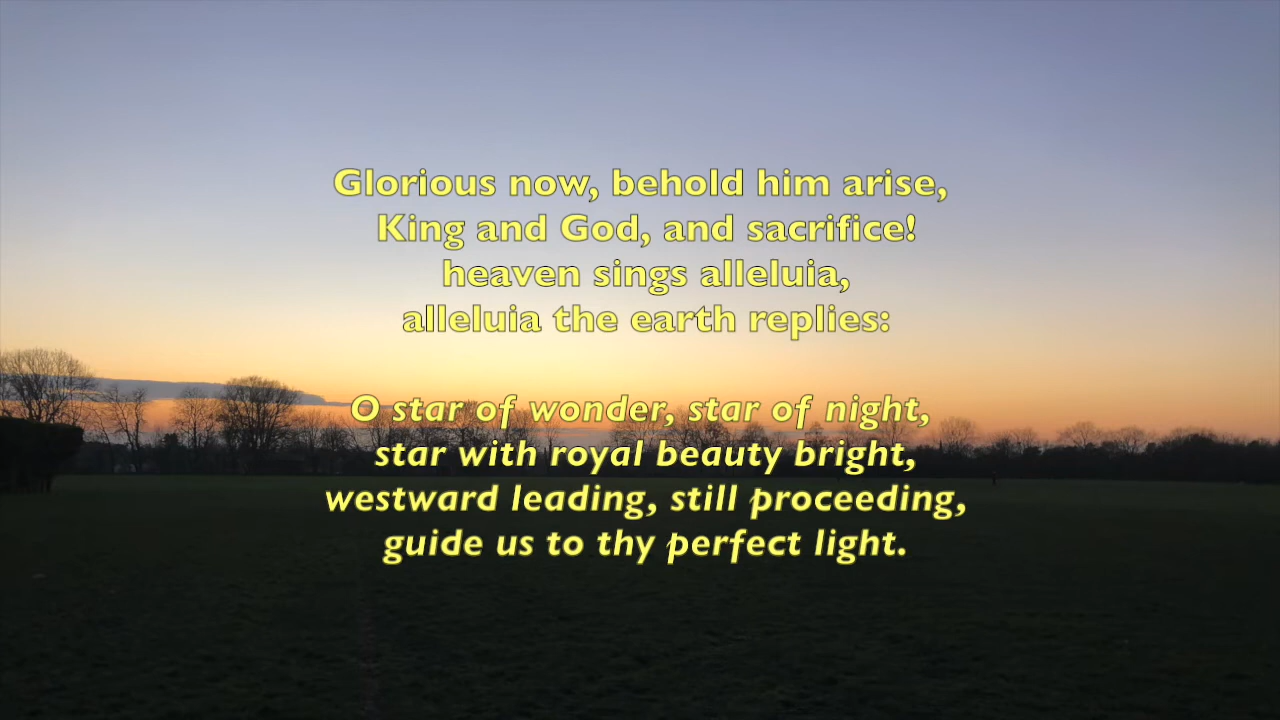 Glorious now, behold him arise,
King and God, and sacrifice!
heaven sings alleluia,
alleluia the earth replies:
O star of wonder, star of night,
star with royal beauty bright,
westward leading, still proceeding,
guide us to thy perfect light.